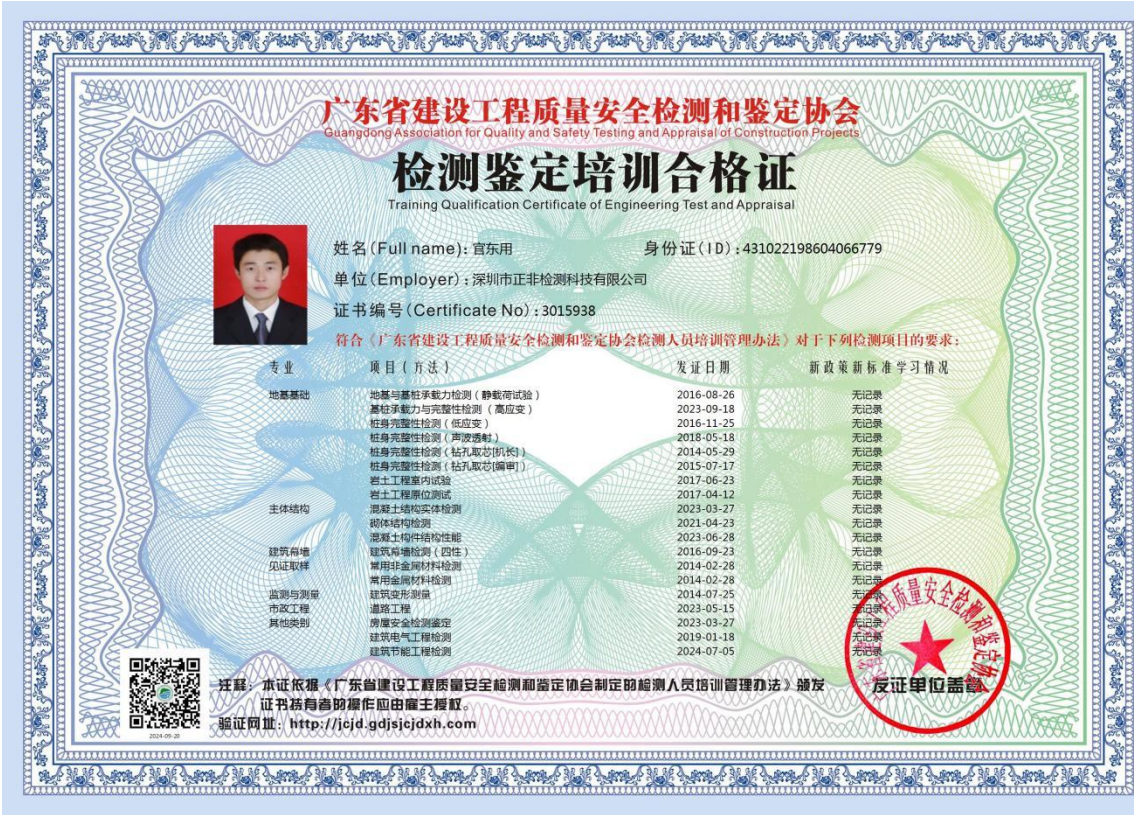 广东省建设工程质量安全检测和鉴定协会
Guangdong Association for Quality and Safety Testing and Appraisal of Construction Projects
检测鉴定培训合格证
Training Qualification Certificate of Engineering Test and Appraisal
姓名(Full name): 官东用 身份证(ID): 431022198604066779
单位(Employer): 深圳市正非检测科技有限公司
证书编号(Certificate No): 3015938
符合《广东省建设工程质量安全检测和鉴定协会检测人员培训管理办法》对于下列检测项目的要求:
专业 项目(方法) 发证日期 新政策新标准学习情况
地基基础 地基与基桩承载力检测(静载荷试验) 2016-08-26 无记录
基桩承载力与完整性检测(高应变) 2023-09-18 无记录
桩身完整性检测(低应变) 2016-11-25 无记录
桩身完整性检测(声波透射) 2018-05-18 无记录
桩身完整性检测(钻孔取芯[机长]) 2014-05-29 无记录
桩身完整性检测(钻孔取芯[编审]) 2015-07-17 无记录
岩土工程室内试验 2017-06-23 无记录
岩土工程原位测试 2017-04-12 无记录
主体结构 混凝土结构实体检测 2023-03-27 无记录
砌体结构检测 2021-04-23 无记录
混凝土构件结构性能 2023-06-28 无记录
建筑幕墙 建筑幕墙检测(四性) 2016-09-23 无记录
见证取样 常用非金属材料检测 2014-02-28 无记录
常用金属材料检测 2014-02-28 无记录
监测与测量 建筑变形测量 2014-07-25 无记录
市政工程 道路工程 2023-05-15 无记录
其他类别 房屋安全检测鉴定 2023-03-27 无记录
建筑电气工程检测 2019-01-18 无记录
建筑节能工程检测 2024-07-05 无记录
注释: 本证依据《广东省建设工程质量安全检测和鉴定协会制定的检测人员培训管理办法》颁发
证书持有者的操作应由雇主授权。
验证网址: http://jcjd.gdjsjcjdxh.com
2024-09-20
发证单位盖章
工程质量安全检测和鉴定协会